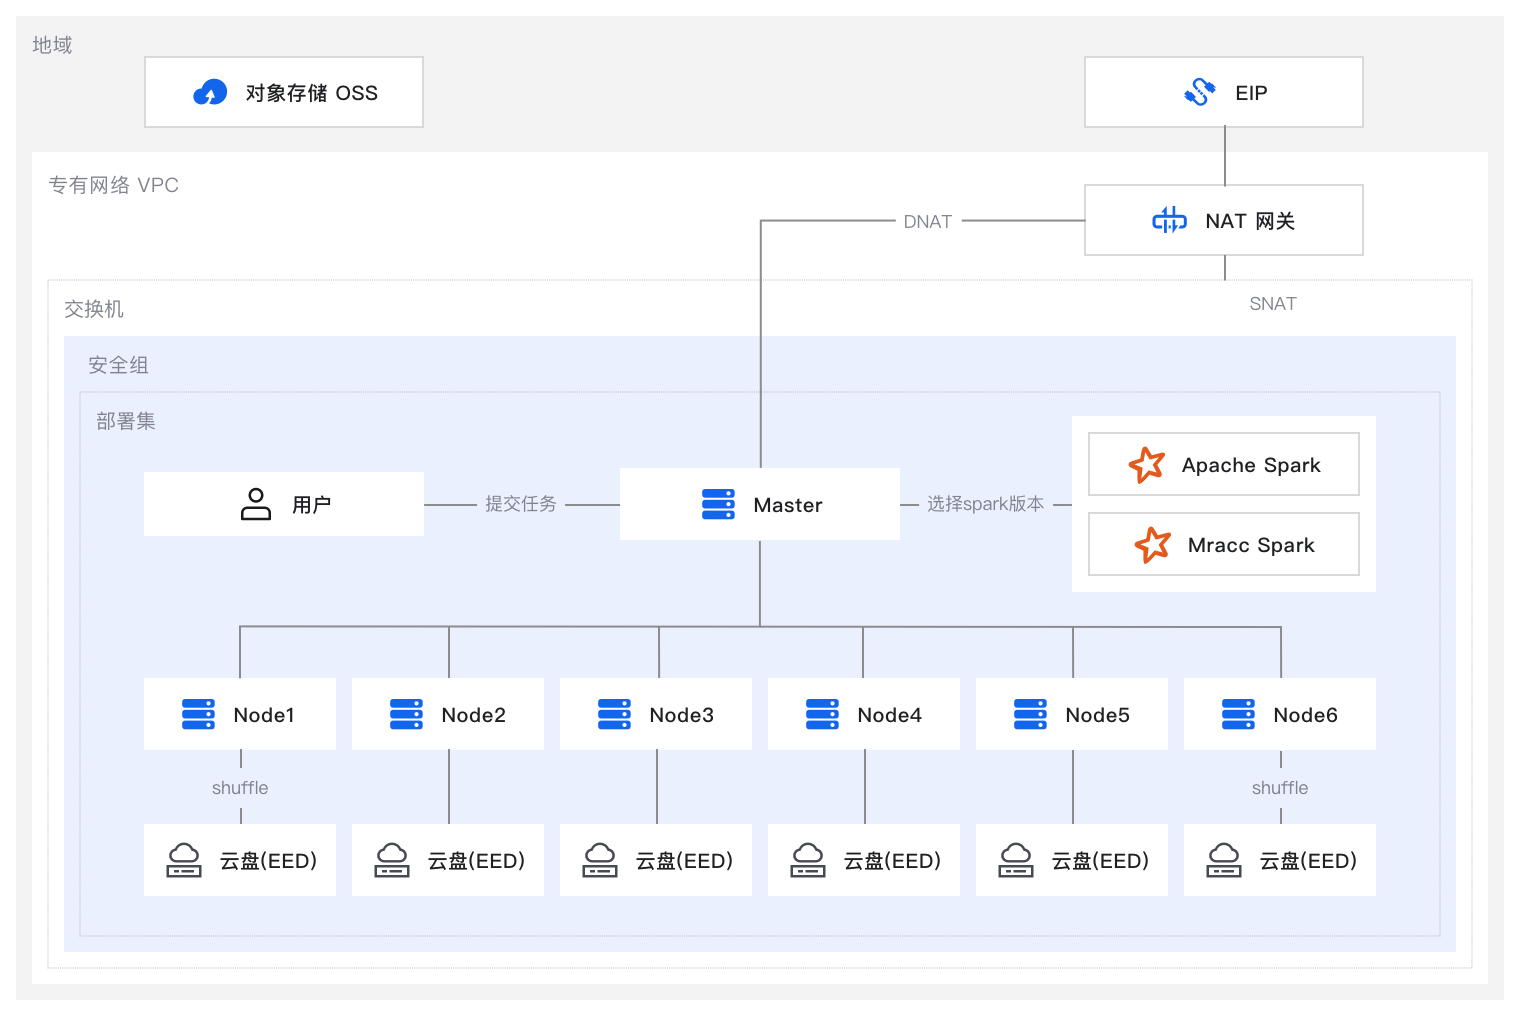 地域
对象存储 OSS
EIP
专有网络 VPC
DNAT
NAT 网关
交换机
SNAT
安全组
部署集
用户
提交任务
Master
选择spark版本
Apache Spark
Mracc Spark
Node1
Node2
Node3
Node4
Node5
Node6
shuffle
shuffle
云盘(EED)
云盘(EED)
云盘(EED)
云盘(EED)
云盘(EED)
云盘(EED)